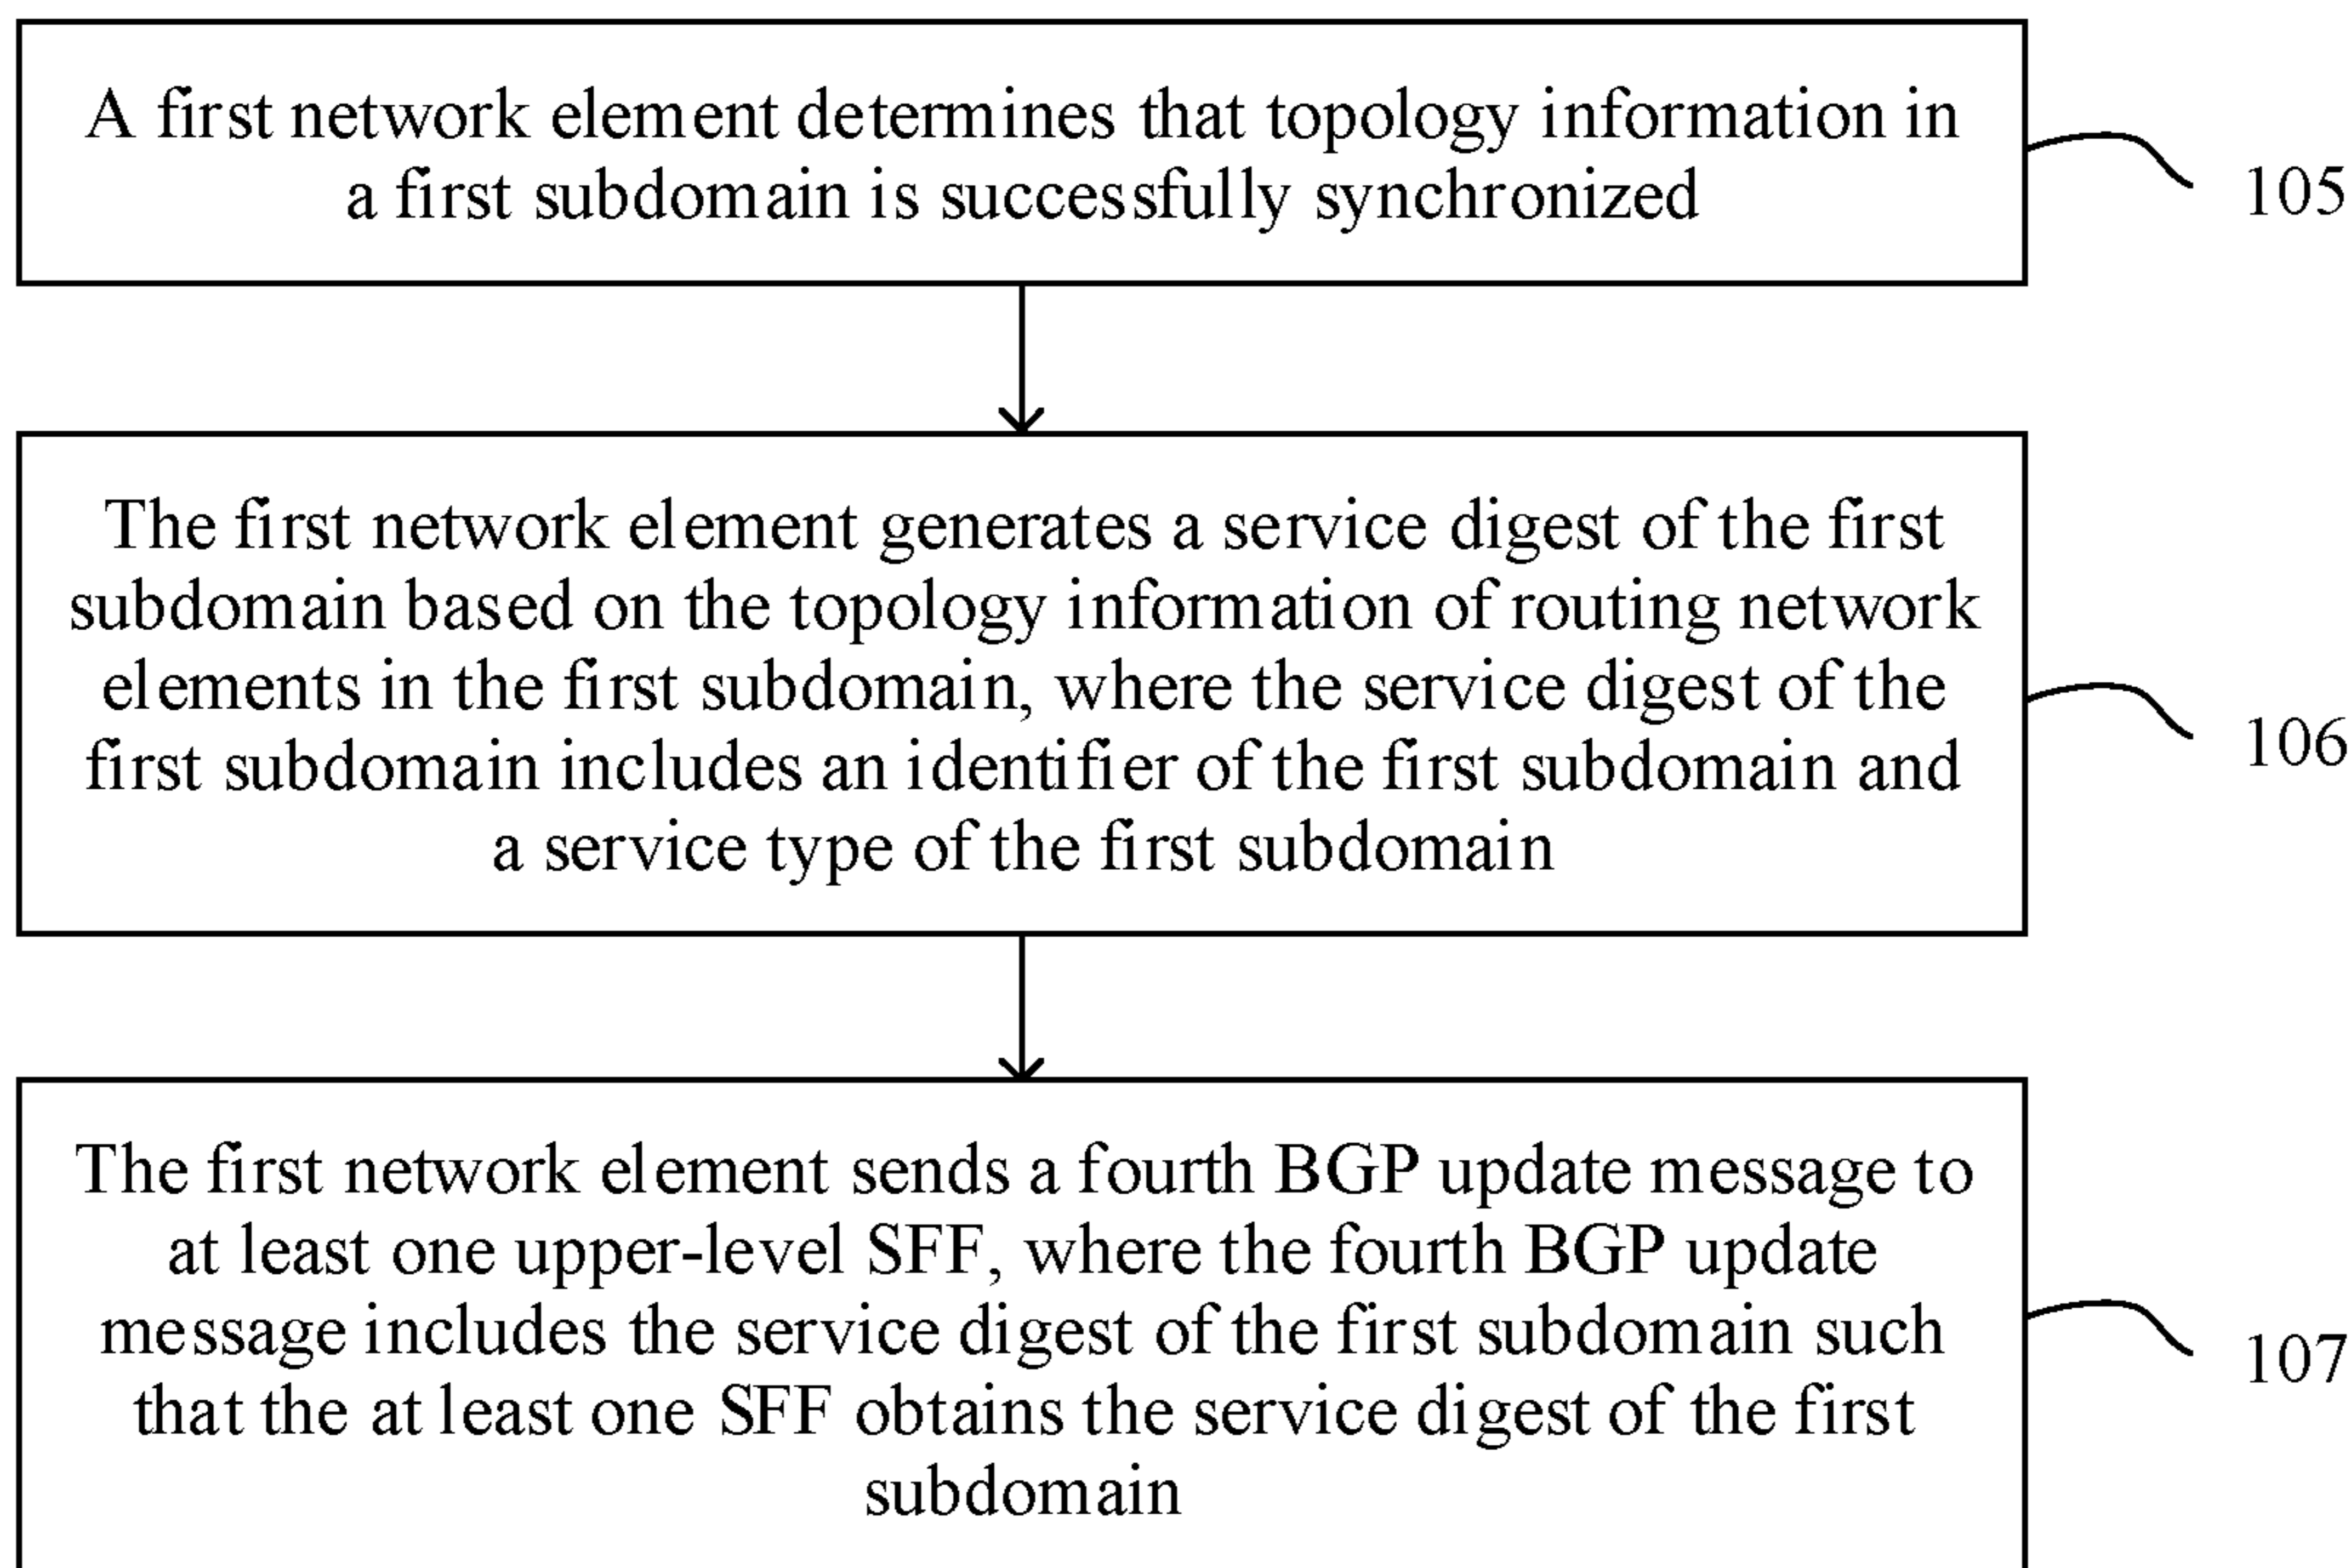 A first network element determines that topology information in
a first subdomain is successfully synchronized
105
The first network element generates a service digest of the first
subdomain based on the topology information of routing network
elements in the first subdomain, where the service digest of the
first subdomain includes an identifier of the first subdomain and
a service type of the first subdomain
106
The first network element sends a fourth BGP update message to
at least one upper-level SFF, where the fourth BGP update
message includes the service digest of the first subdomain such
that the at least one SFF obtains the service digest of the first
subdomain
107